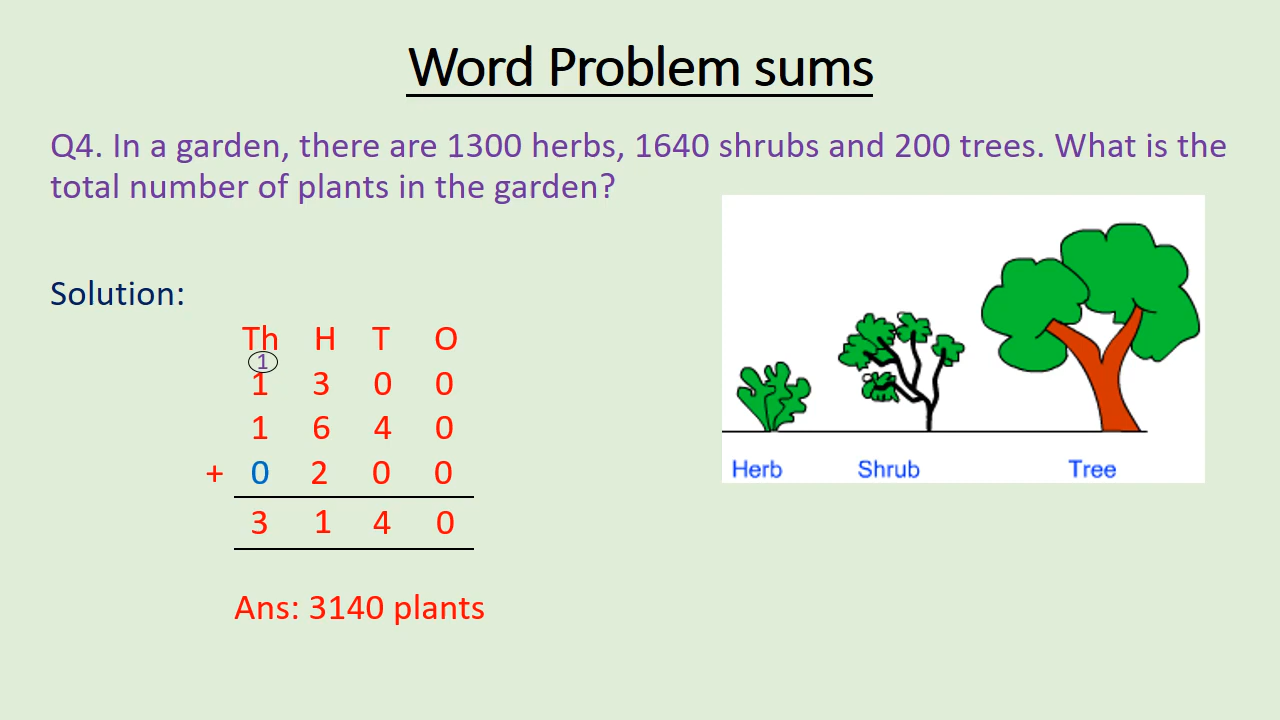 Word Problem sums
Q4. In a garden, there are 1300 herbs, 1640 shrubs and 200 trees. What is the
total number of plants in the garden?
Solution:
Th H T O
1
1 3 0 0
1 6 4 0
+ 0 2 0 0
3 1 4 0
Ans: 3140 plants
Herb Shrub Tree